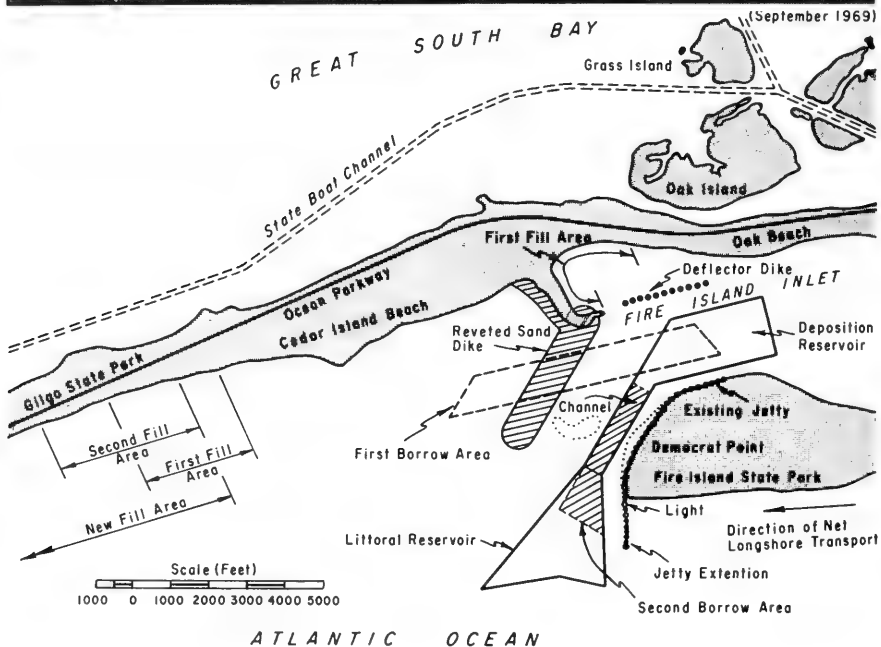 (September 1969)
GREAT SOUTH BAY
Grass Island
State Boat Channel
Oak Island
First Fill Area
Oak Beach
Deflector Dike
FIRE ISLAND INLET
Ocean Parkway
Cedar Island Beach
Reveted Sand
Dike
Deposition
Reservoir
Gilgo State Park
Channel
Existing Jetty
Second Fill
Area
First Borrow Area
Democrat Point
First Fill
Area
Fire Island State Park
New Fill Area
Light
Littoral Reservoir
Direction of Net
Longshore Transport
Scale (Feet)
Jetty Extention
1000 0 1000 2000 3000 4000 5000
Second Borrow Area
ATLANTIC OCEAN